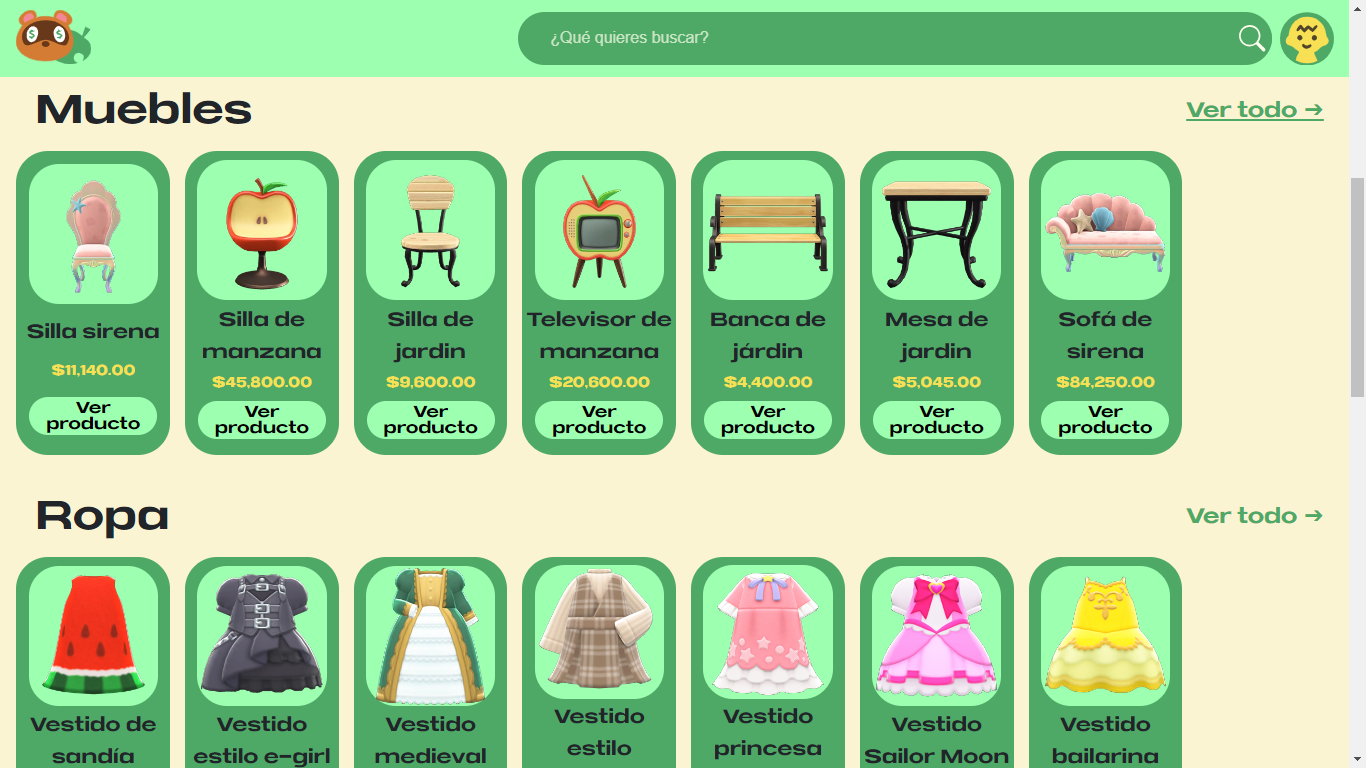 ¿Qué quieres buscar?
Muebles
Ver todo →
Silla sirena
$11,140.00
Ver
producto
Silla de
manzana
$45,800.00
Ver
producto
Silla de
jardin
$9,600.00
Ver
producto
Televisor de
manzana
$20,600.00
Ver
producto
Banca de
járdin
$4,400.00
Ver
producto
Mesa de
jardin
$5,045.00
Ver
producto
Sofá de
sirena
$84,250.00
Ver
producto
Ropa
Ver todo →
Vestido de
sandía
Vestido
estilo e-girl
Vestido
medieval
Vestido
estilo
Vestido
princesa
Vestido
Sailor Moon
Vestido
bailarina